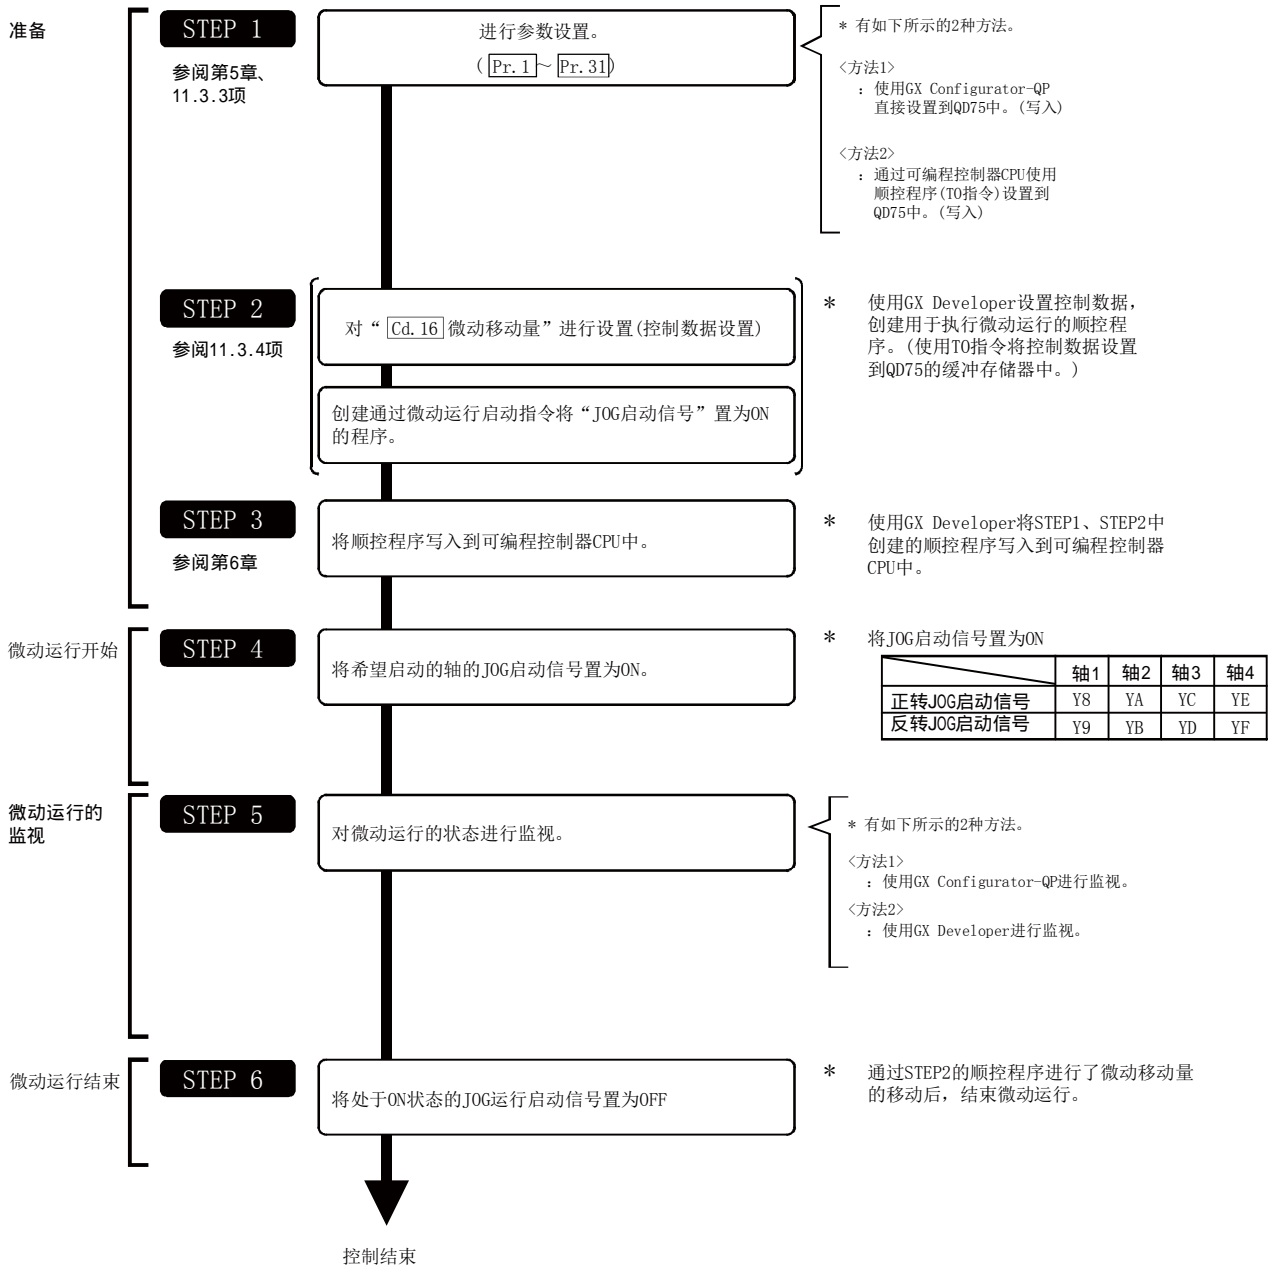 准备
STEP 1
参阅第5章、
11.3.3项
进行参数设置。
( Pr.1 ~ Pr.31 )
* 有如下所示的2种方法。
<方法1>
: 使用GX Configurator-QP
直接设置到QD75中。(写入)
<方法2>
: 通过可编程控制器CPU使用
顺控程序(TO指令)设置到
QD75中。(写入)
STEP 2
参阅11.3.4项
对“ Cd.16 微动移动量”进行设置(控制数据设置)
创建通过微动运行启动指令将“JOG启动信号”置为ON
的程序。
* 使用GX Developer设置控制数据,
创建用于执行微动运行的顺控程
序。(使用TO指令将控制数据设置
到QD75的缓冲存储器中。)
STEP 3
参阅第6章
将顺控程序写入到可编程控制器CPU中。
* 使用GX Developer将STEP1、STEP2中
创建的顺控程序写入到可编程控制器
CPU中。
微动运行开始
STEP 4
将希望启动的轴的JOG启动信号置为ON。
* 将JOG启动信号置为ON
轴1 轴2 轴3 轴4
正转JOG启动信号 Y8 YA YC YE
反转JOG启动信号 Y9 YB YD YF
微动运行的
监视
STEP 5
对微动运行的状态进行监视。
* 有如下所示的2种方法。
<方法1>
: 使用GX Configurator-QP进行监视。
<方法2>
: 使用GX Developer进行监视。
微动运行结束
STEP 6
将处于ON状态的JOG运行启动信号置为OFF
* 通过STEP2的顺控程序进行了微动移动量
的移动后，结束微动运行。
控制结束